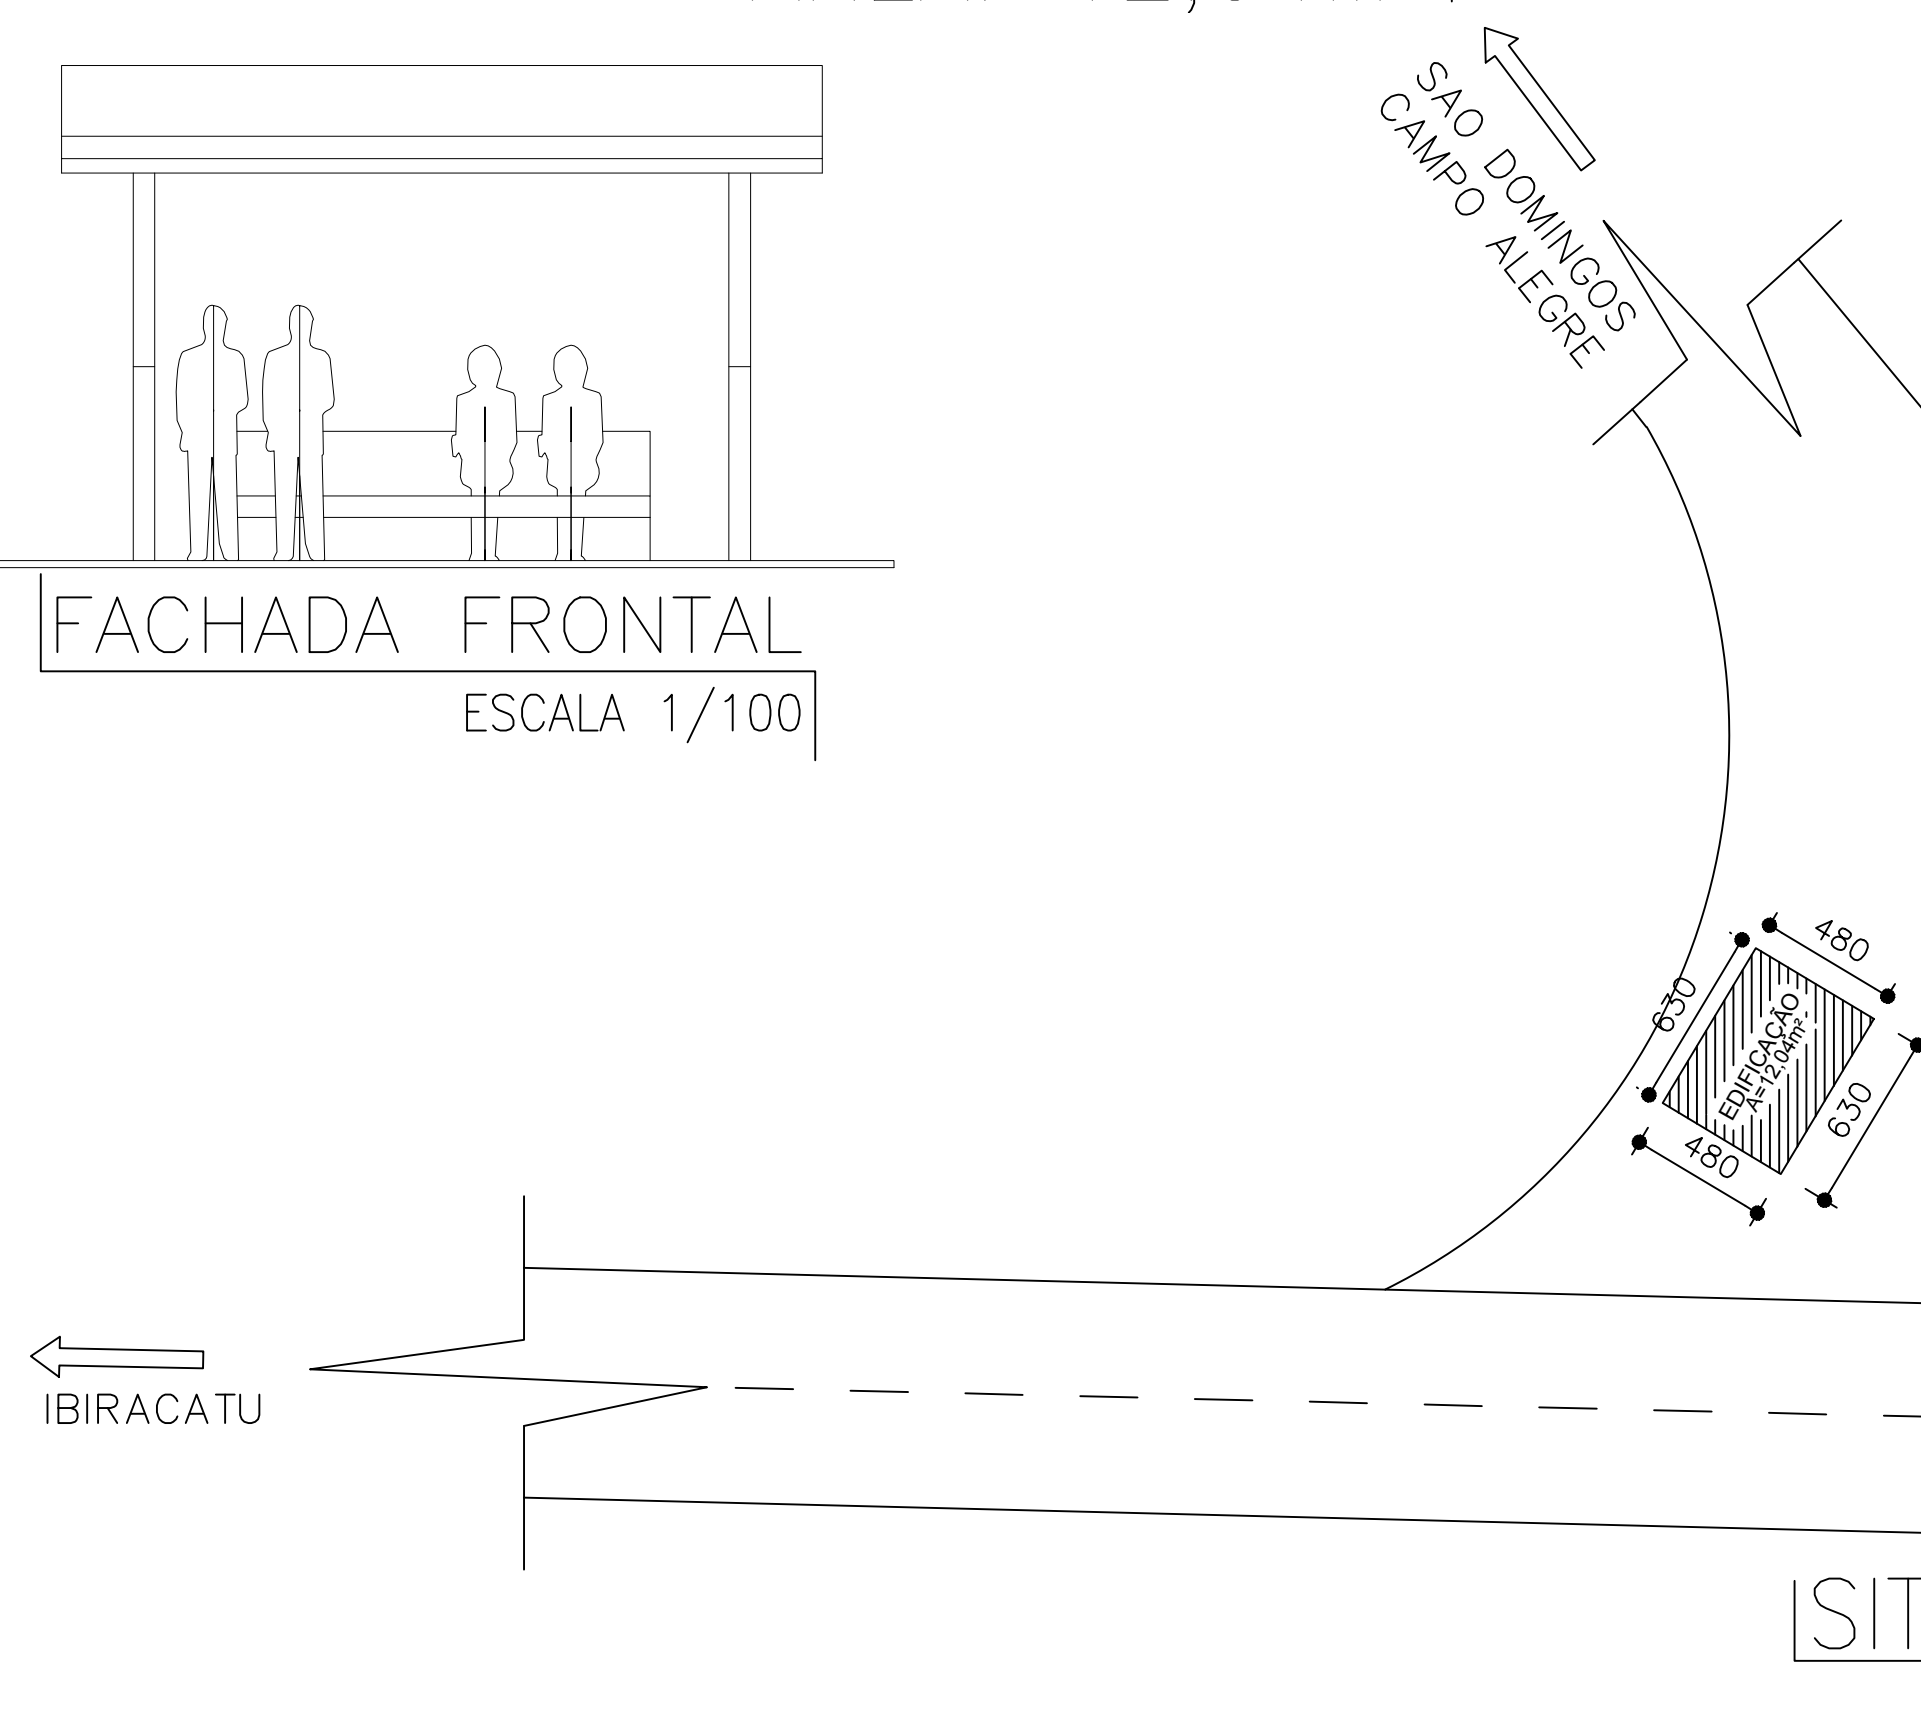 SAO DOMINGOS
CAMPO ALEGRE
FACHADA FRONTAL
ESCALA 1/100
480
630
EDIFICAÇÃO
A=12,04m²
630
480
IBIRACATU